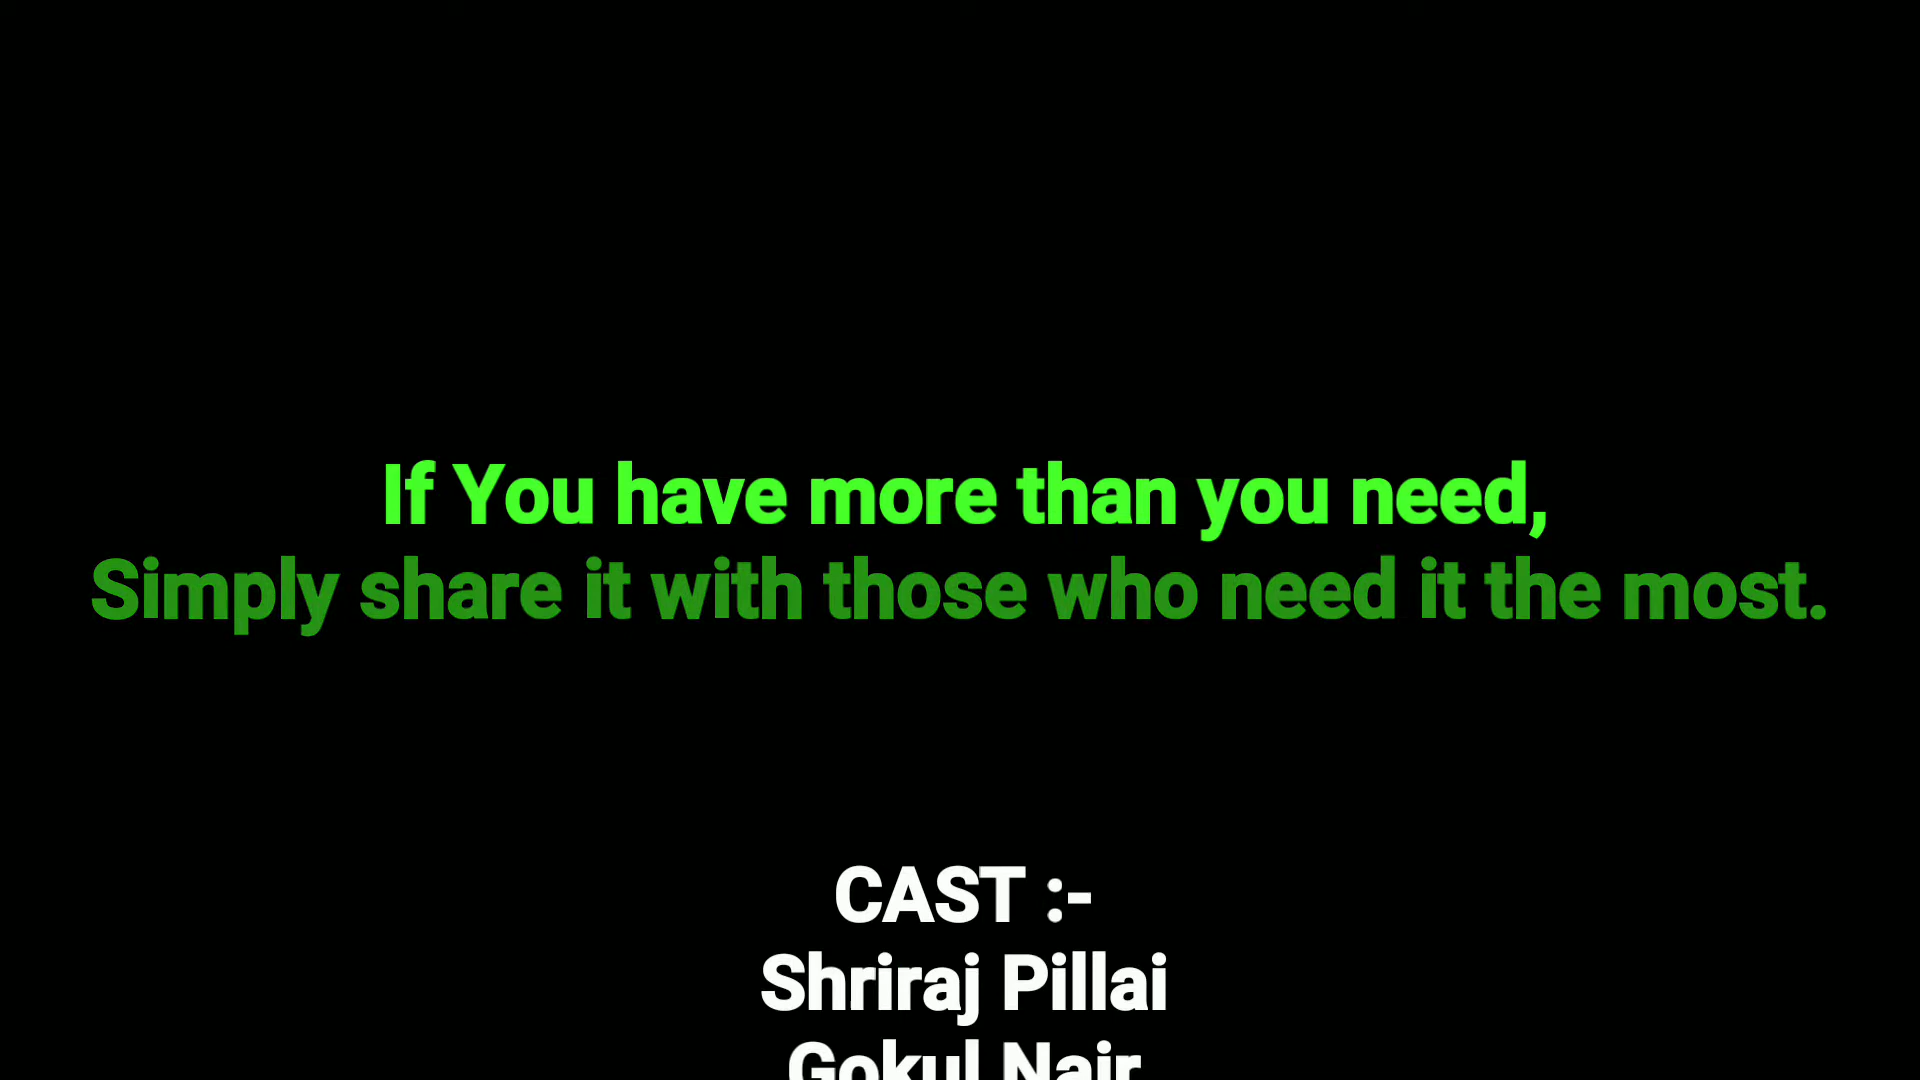 If You have more than you need,
Simply share it with those who need it the most.
CAST :-
Shriraj Pillai
Gokul Nair